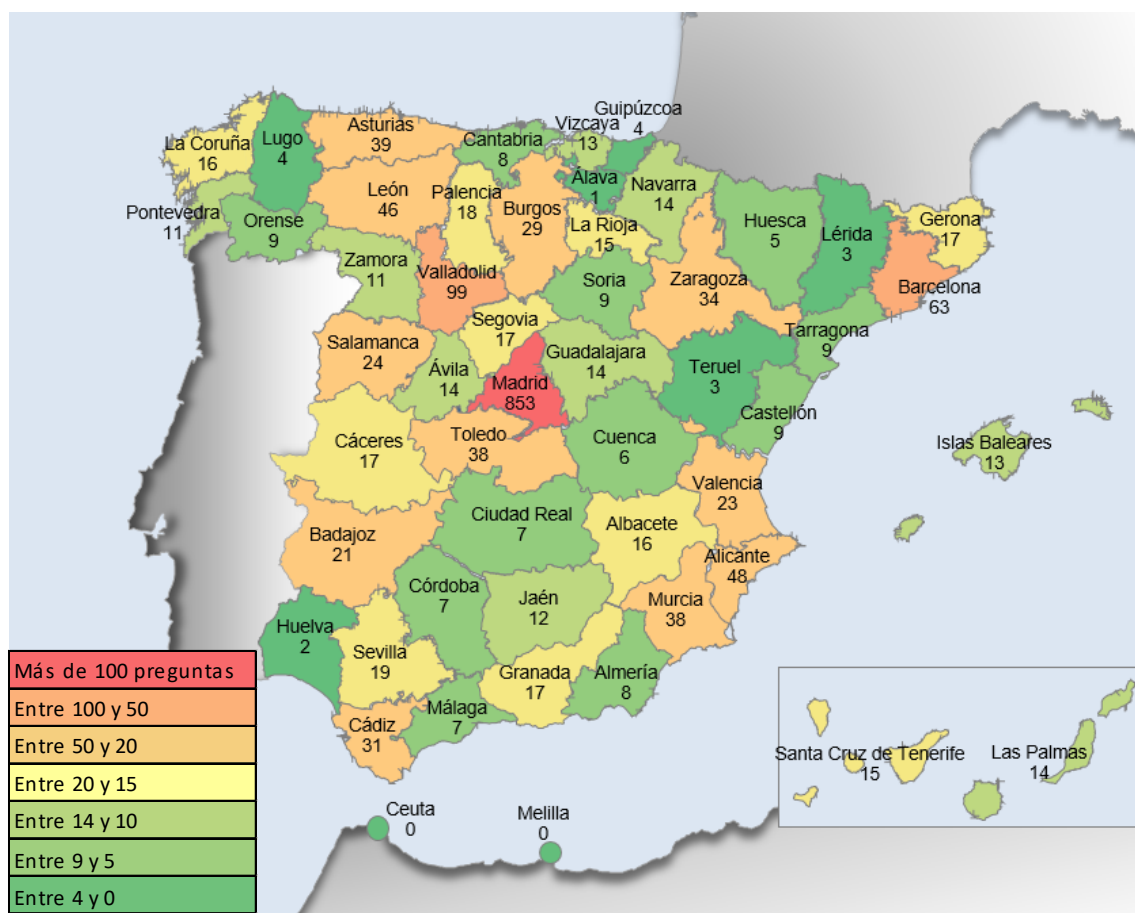 Guipúzcoa
4
Vizcaya
13
Asturias
39
Cantabria
8
Lugo
4
La Coruña
16
Álava
1
Navarra
14
León
46
Palencia
18
Burgos
29
La Rioja
15
Huesca
5
Lérida
3
Gerona
17
Pontevedra
11
Orense
9
Zamora
11
Valladolid
99
Soria
9
Zaragoza
34
Barcelona
63
Segovia
17
Tarragona
9
Salamanca
24
Ávila
14
Guadalajara
14
Teruel
3
Madrid
853
Castellón
9
Cáceres
17
Toledo
38
Cuenca
6
Islas Baleares
13
Valencia
23
Ciudad Real
7
Albacete
16
Badajoz
21
Alicante
48
Córdoba
7
Jaén
12
Murcia
38
Huelva
2
Sevilla
19
Granada
17
Almería
8
Málaga
7
Cádiz
31
Santa Cruz de Tenerife
15
Las Palmas
14
Ceuta
0
Melilla
0
Más de 100 preguntas
Entre 100 y 50
Entre 50 y 20
Entre 20 y 15
Entre 14 y 10
Entre 9 y 5
Entre 4 y 0